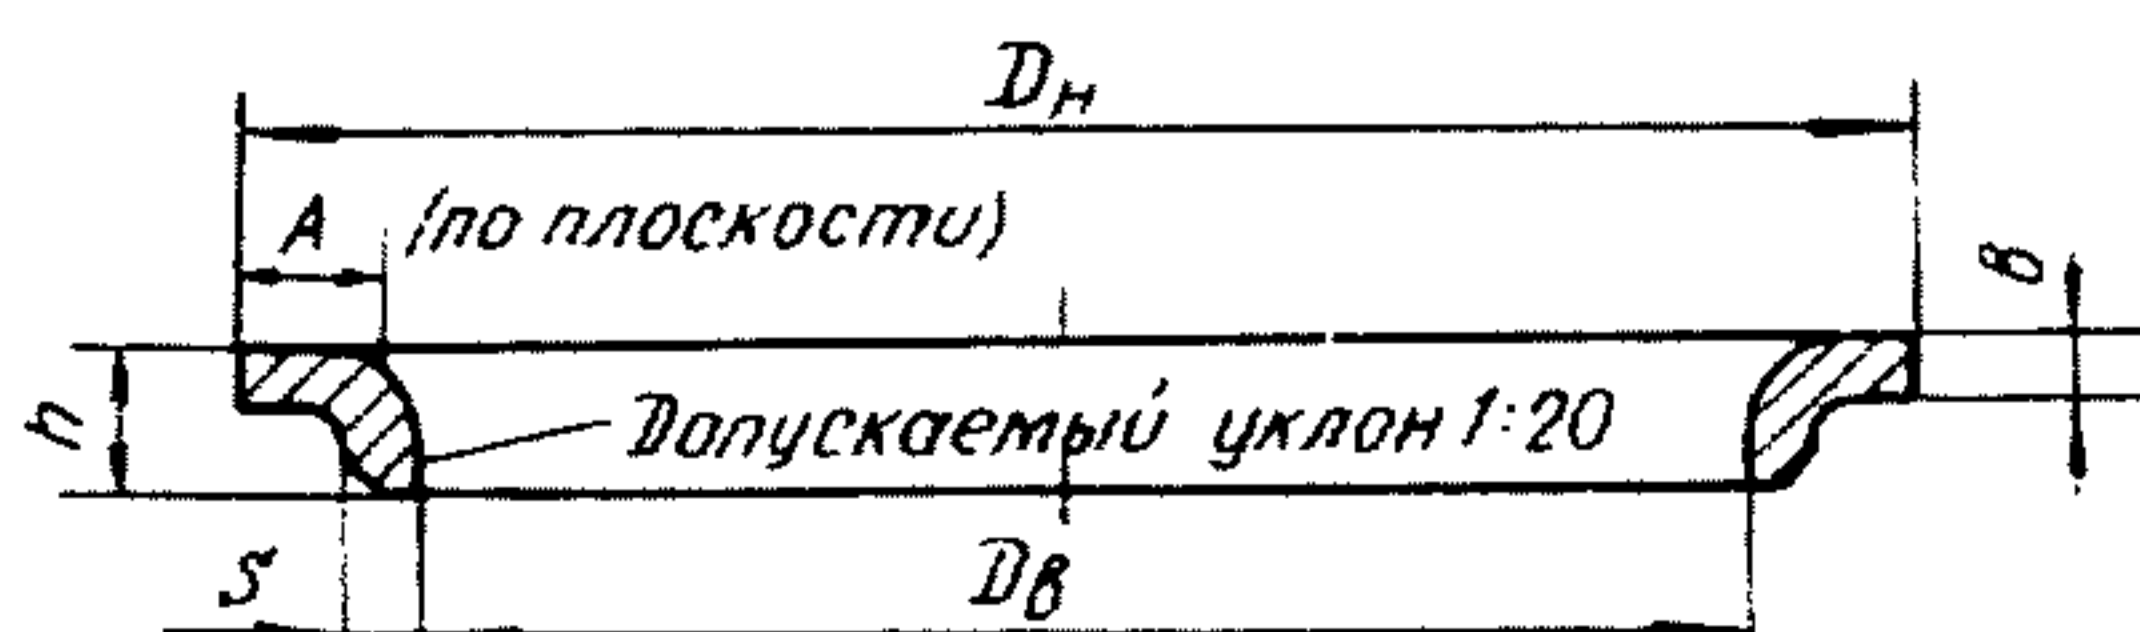 Dн
A (по плоскости)
в
h
Допускаемый уклон 1:20
S
Dв